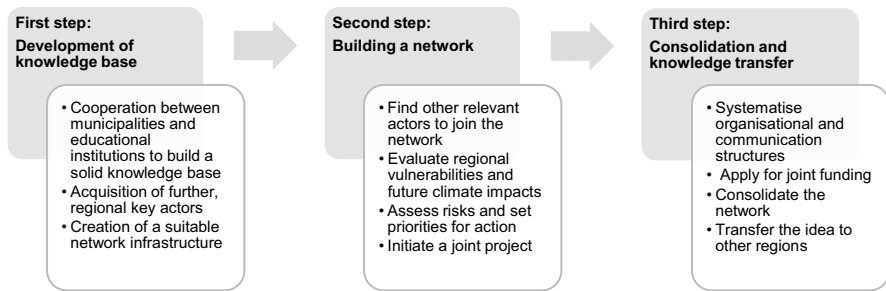 First step:
Development of
knowledge base
• Cooperation between
municipalities and
educational
institutions to build a
solid knowledge base
• Acquisition of further,
regional key actors
• Creation of a suitable
network infrastructure
Second step:
Building a network
• Find other relevant
actors to join the
network
• Evaluate regional
vulnerabilities and
future climate impacts
• Assess risks and set
priorities for action
• Initiate a joint project
Third step:
Consolidation and
knowledge transfer
• Systematise
organisational and
communication
structures
• Apply for joint funding
• Consolidate the
network
• Transfer the idea to
other regions